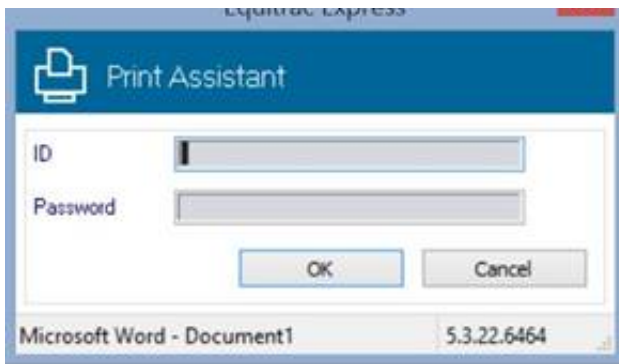 Equitrac Express
Print Assistant
ID
Password
OK Cancel
Microsoft Word - Document1 5.3.22.6464